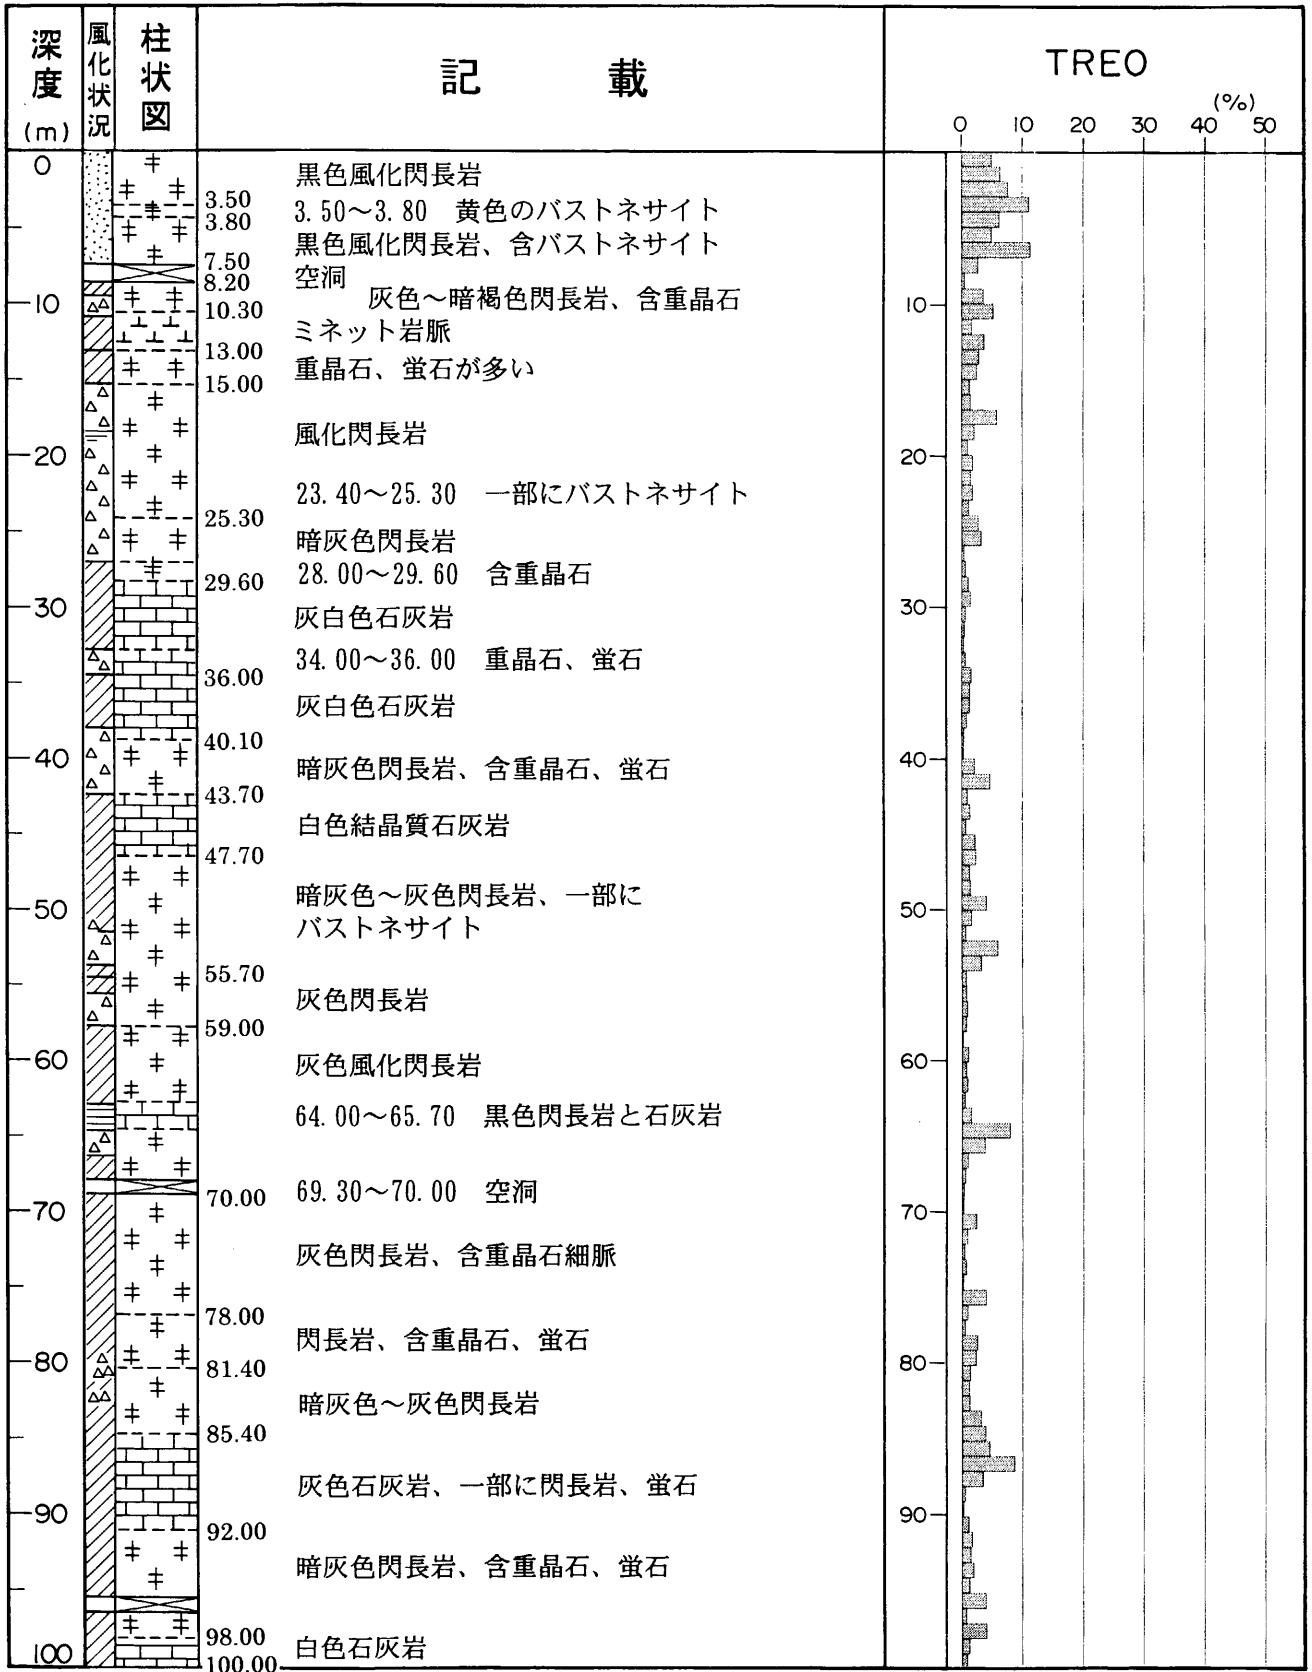 深度
(m)
風化状況
柱状図
記 載
TREO
(%)
0 10 20 30 40 50
0
黒色風化閃長岩
3.50
3.50～3.80 黄色のバストネサイト
3.80
黒色風化閃長岩、含バストネサイト
7.50
空洞
8.20
灰色～暗褐色閃長岩、含重晶石
10
10.30
10
ミネット岩脈
13.00
重晶石、蛍石が多い
15.00
風化閃長岩
20
20
23.40～25.30 一部にバストネサイト
25.30
暗灰色閃長岩
28.00～29.60 含重晶石
29.60
30
灰白色石灰岩
30
34.00～36.00 重晶石、蛍石
36.00
灰白色石灰岩
40.10
40
暗灰色閃長岩、含重晶石、蛍石
40
43.70
白色結晶質石灰岩
47.70
暗灰色～灰色閃長岩、一部に
50
バストネサイト
50
55.70
灰色閃長岩
59.00
60
灰色風化閃長岩
60
64.00～65.70 黒色閃長岩と石灰岩
69.30～70.00 空洞
70.00
70
70
灰色閃長岩、含重晶石細脈
78.00
閃長岩、含重晶石、蛍石
80
81.40
80
暗灰色～灰色閃長岩
85.40
灰色石灰岩、一部に閃長岩、蛍石
90
92.00
90
暗灰色閃長岩、含重晶石、蛍石
98.00
白色石灰岩
100
100.00